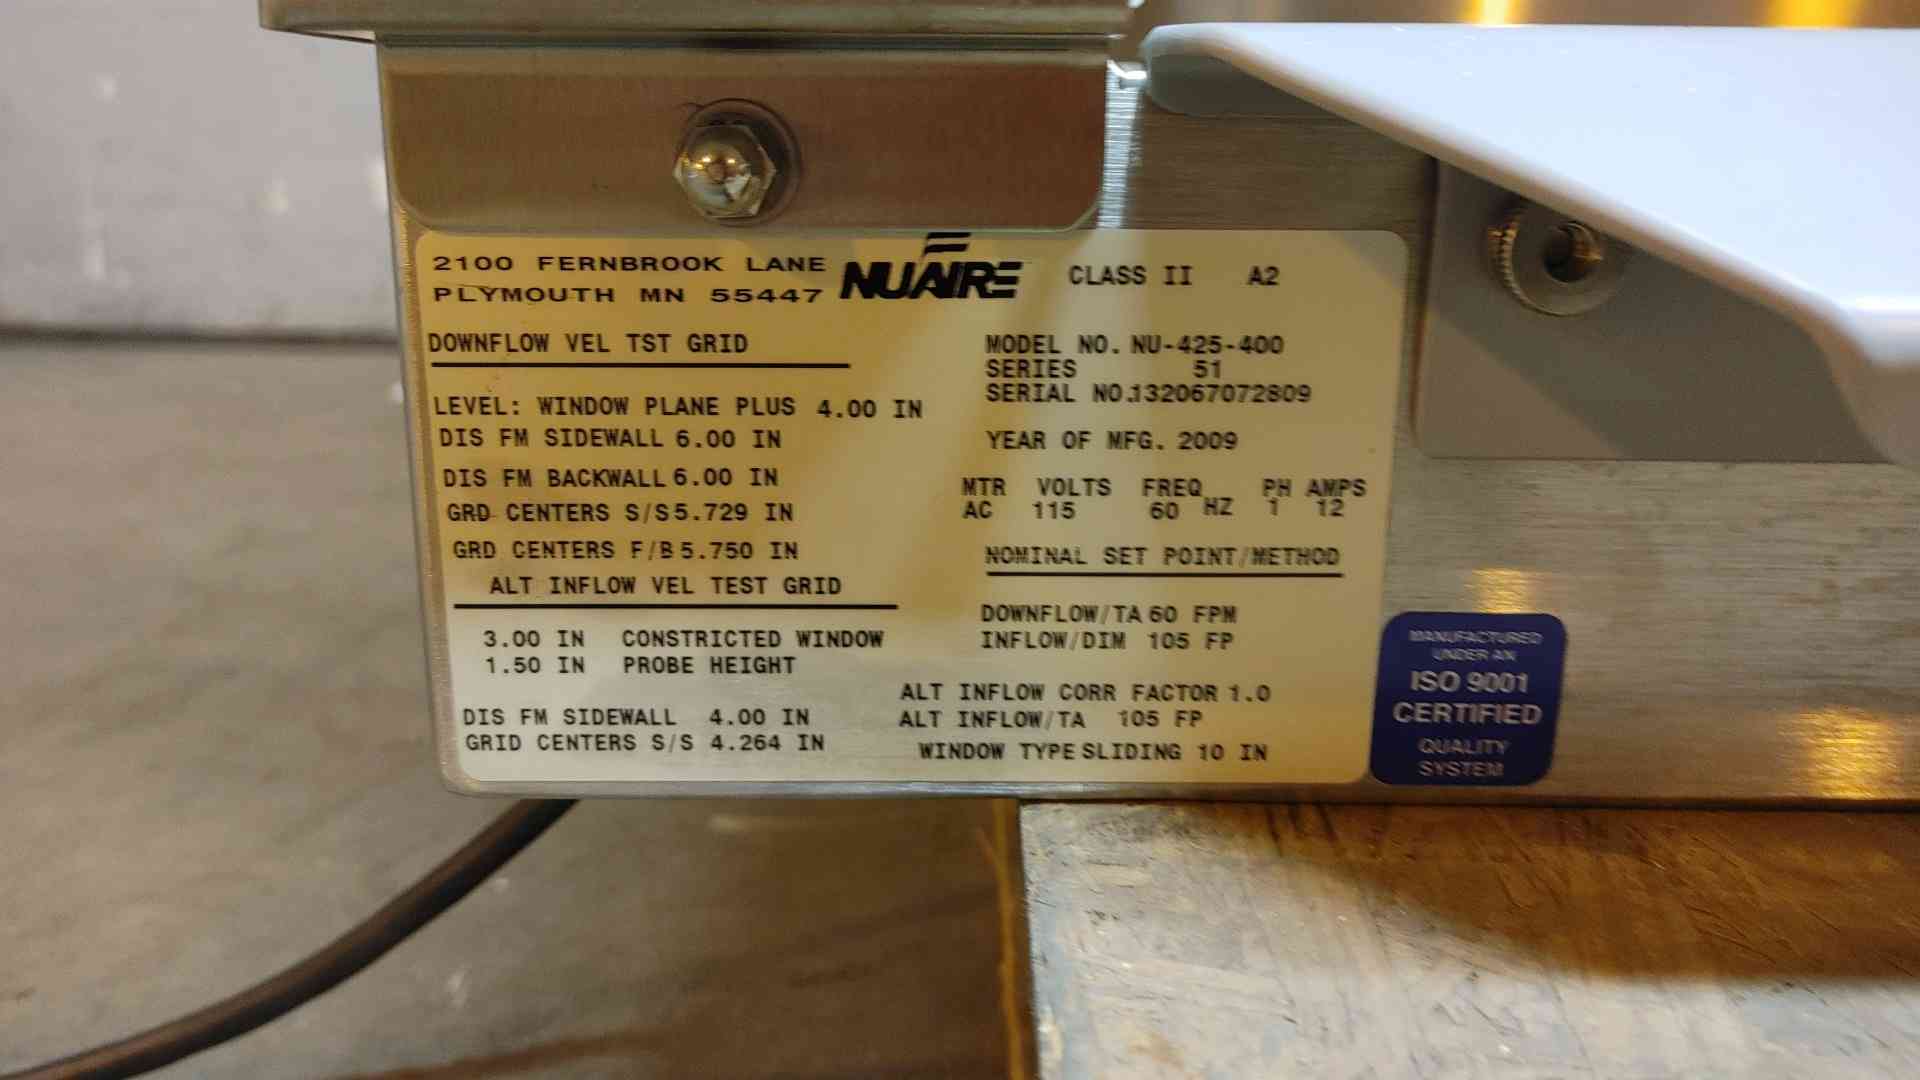 2100 FERNBROOK LANE
PLYMOUTH MN 55447
NUAIRE
CLASS II A2
DOWNFLOW VEL TST GRID
LEVEL: WINDOW PLANE PLUS 4.00 IN
DIS FM SIDEWALL 6.00 IN
DIS FM BACKWALL 6.00 IN
GRD CENTERS S/S 5.729 IN
GRD CENTERS F/B 5.750 IN
ALT INFLOW VEL TEST GRID
3.00 IN CONSTRICTED WINDOW
1.50 IN PROBE HEIGHT
DIS FM SIDEWALL 4.00 IN
GRID CENTERS S/S 4.264 IN
MODEL NO. NU-425-400
SERIES 51
SERIAL NO.132067072809
YEAR OF MFG. 2009
MTR VOLTS FREQ PH AMPS
AC 115 60 HZ 1 12
NOMINAL SET POINT/METHOD
DOWNFLOW/TA 60 FPM
INFLOW/DIM 105 FP
ALT INFLOW CORR FACTOR 1.0
ALT INFLOW/TA 105 FP
WINDOW TYPE SLIDING 10 IN
MANUFACTURED
UNDER AN
ISO 9001
CERTIFIED
QUALITY
SYSTEM